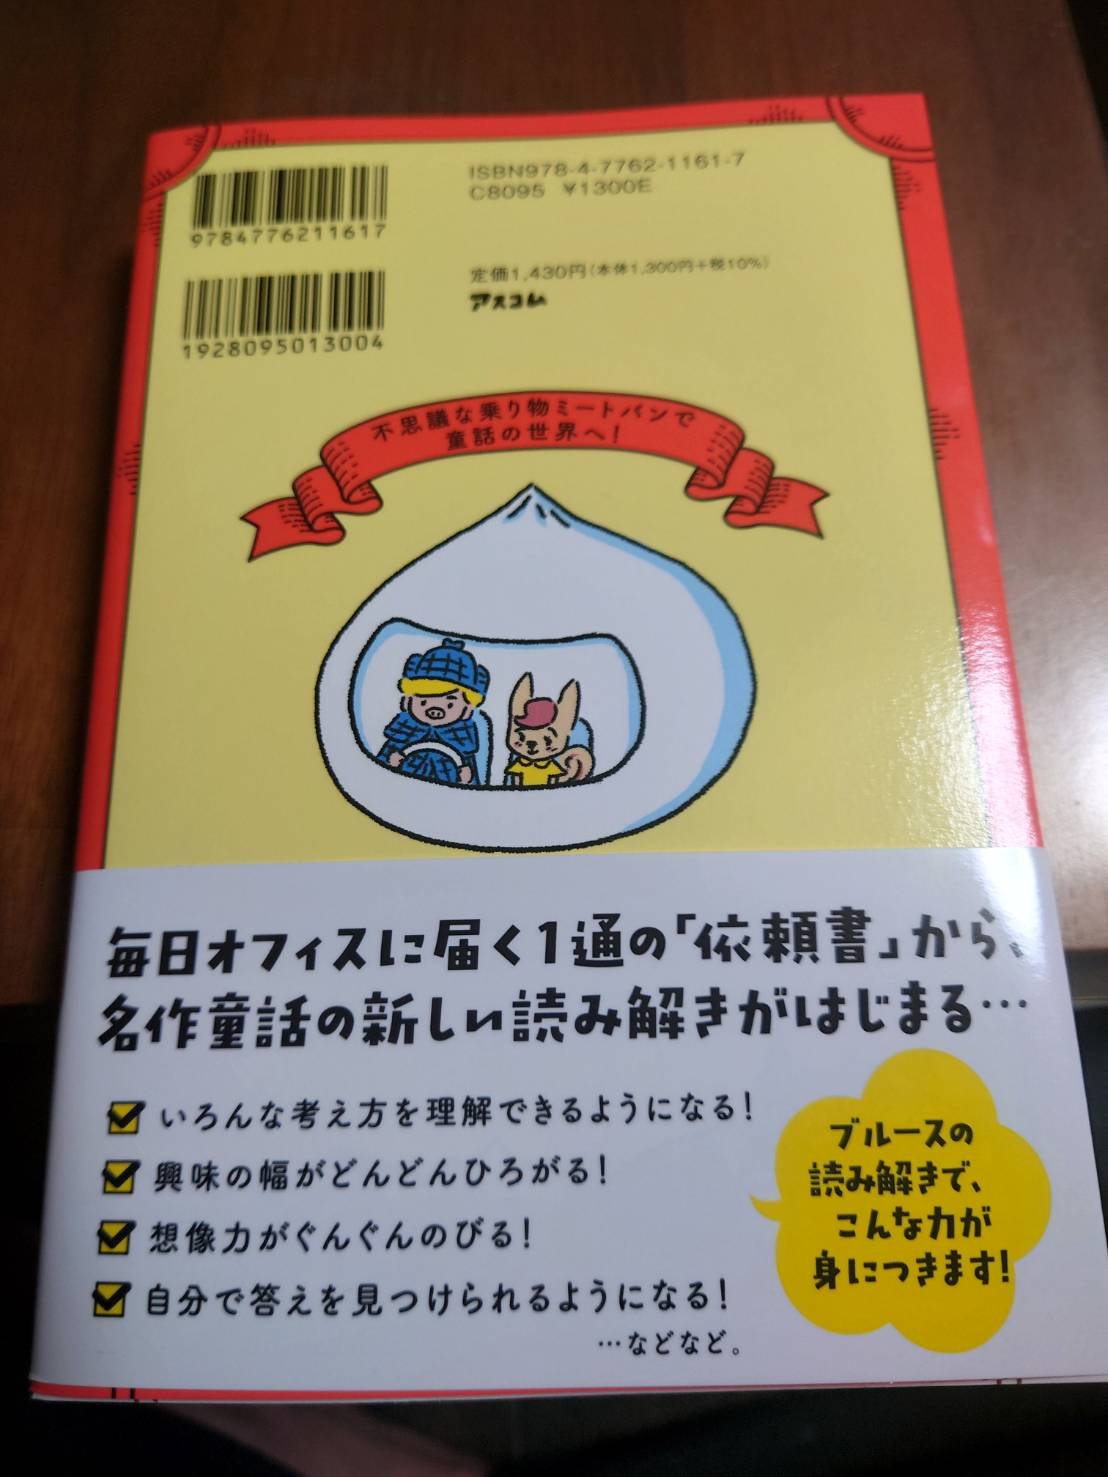 9784776211617
ISBN978-4-7762-1161-7
C8095 ¥1300E
1928095013004
定価1,430円(本体1,300円+税10%)
アスコム
不思議な乗り物ミートパンで
童話の世界へ!
毎日オフィスに届く1通の「依頼書」から、
名作童話の新しい読み解きがはじまる…
いろんな考え方を理解できるようになる!
興味の幅がどんどんひろがる!
想像力がぐんぐんのびる!
自分で答えを見つけられるようになる!
…などなど。
ブルースの
読み解きで、
こんな力が
身につきます!